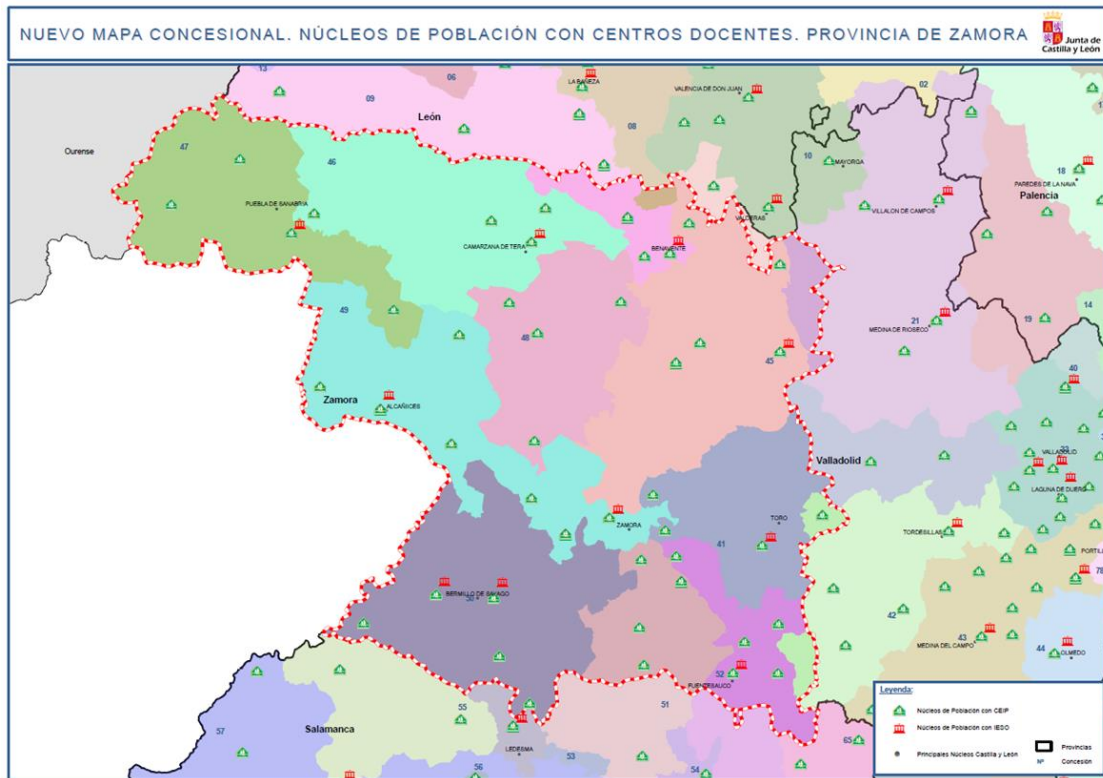 NUEVO MAPA CONCESIONAL. NÚCLEOS DE POBLACIÓN CON CENTROS DOCENTES. PROVINCIA DE ZAMORA
Junta de
Castilla y León
13
06
09
León
LA BAÑEZA
08
VALENCIA DE DON JUAN
02
Ourense
47
46
10
MAYORGA
18
PAREDES DE LA NAVA
Palencia
PUEBLA DE SANABRIA
VALDERAS
VILLALON DE CAMPOS
CAMARZANA DE TERA
BENAVENTE
49
48
21
MEDINA DE RIOSECO
19
14
45
40
Zamora
ALCAÑICES
Valladolid
VALLADOLID
LAGUNA DE DUERO
ZAMORA
TORO
TORDESILLAS
41
PORTILL
78
BERMILLO DE SAYAGO
50
42
43
MEDINA DEL CAMPO
44
OLMEDO
52
FUENTESAUCO
Salamanca
57
55
51
LEDESMA
53
56
54
65
Leyenda:
Núcleos de Población con CEIP
Núcleos de Población con IESO
Principales Núcleos Castilla y León
Provincias
Nº Concesión